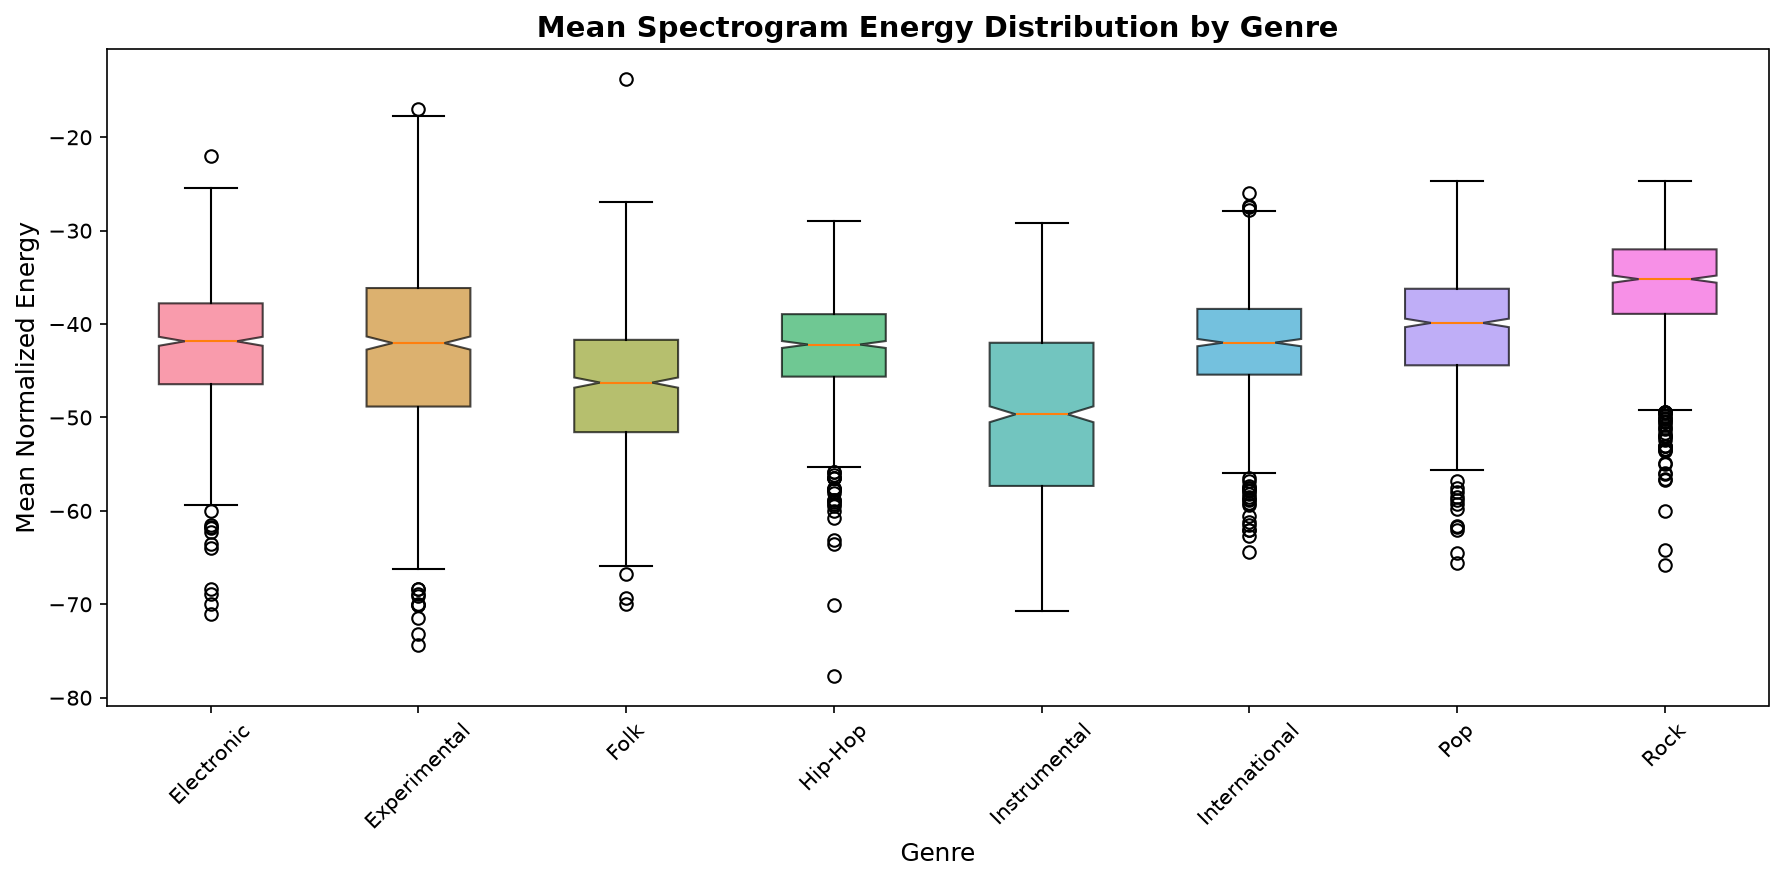 Mean Spectrogram Energy Distribution by Genre
Mean Normalized Energy
−20
−30
−40
−50
−60
−70
−80
Electronic
Experimental
Folk
Hip-Hop
Instrumental
International
Pop
Rock
Genre